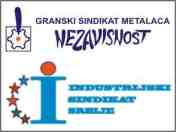 GRANSKI SINDIKAT METALACA
NEZAVISNOST
INDUSTRIJSKI
SINDIKAT
SRBIJE